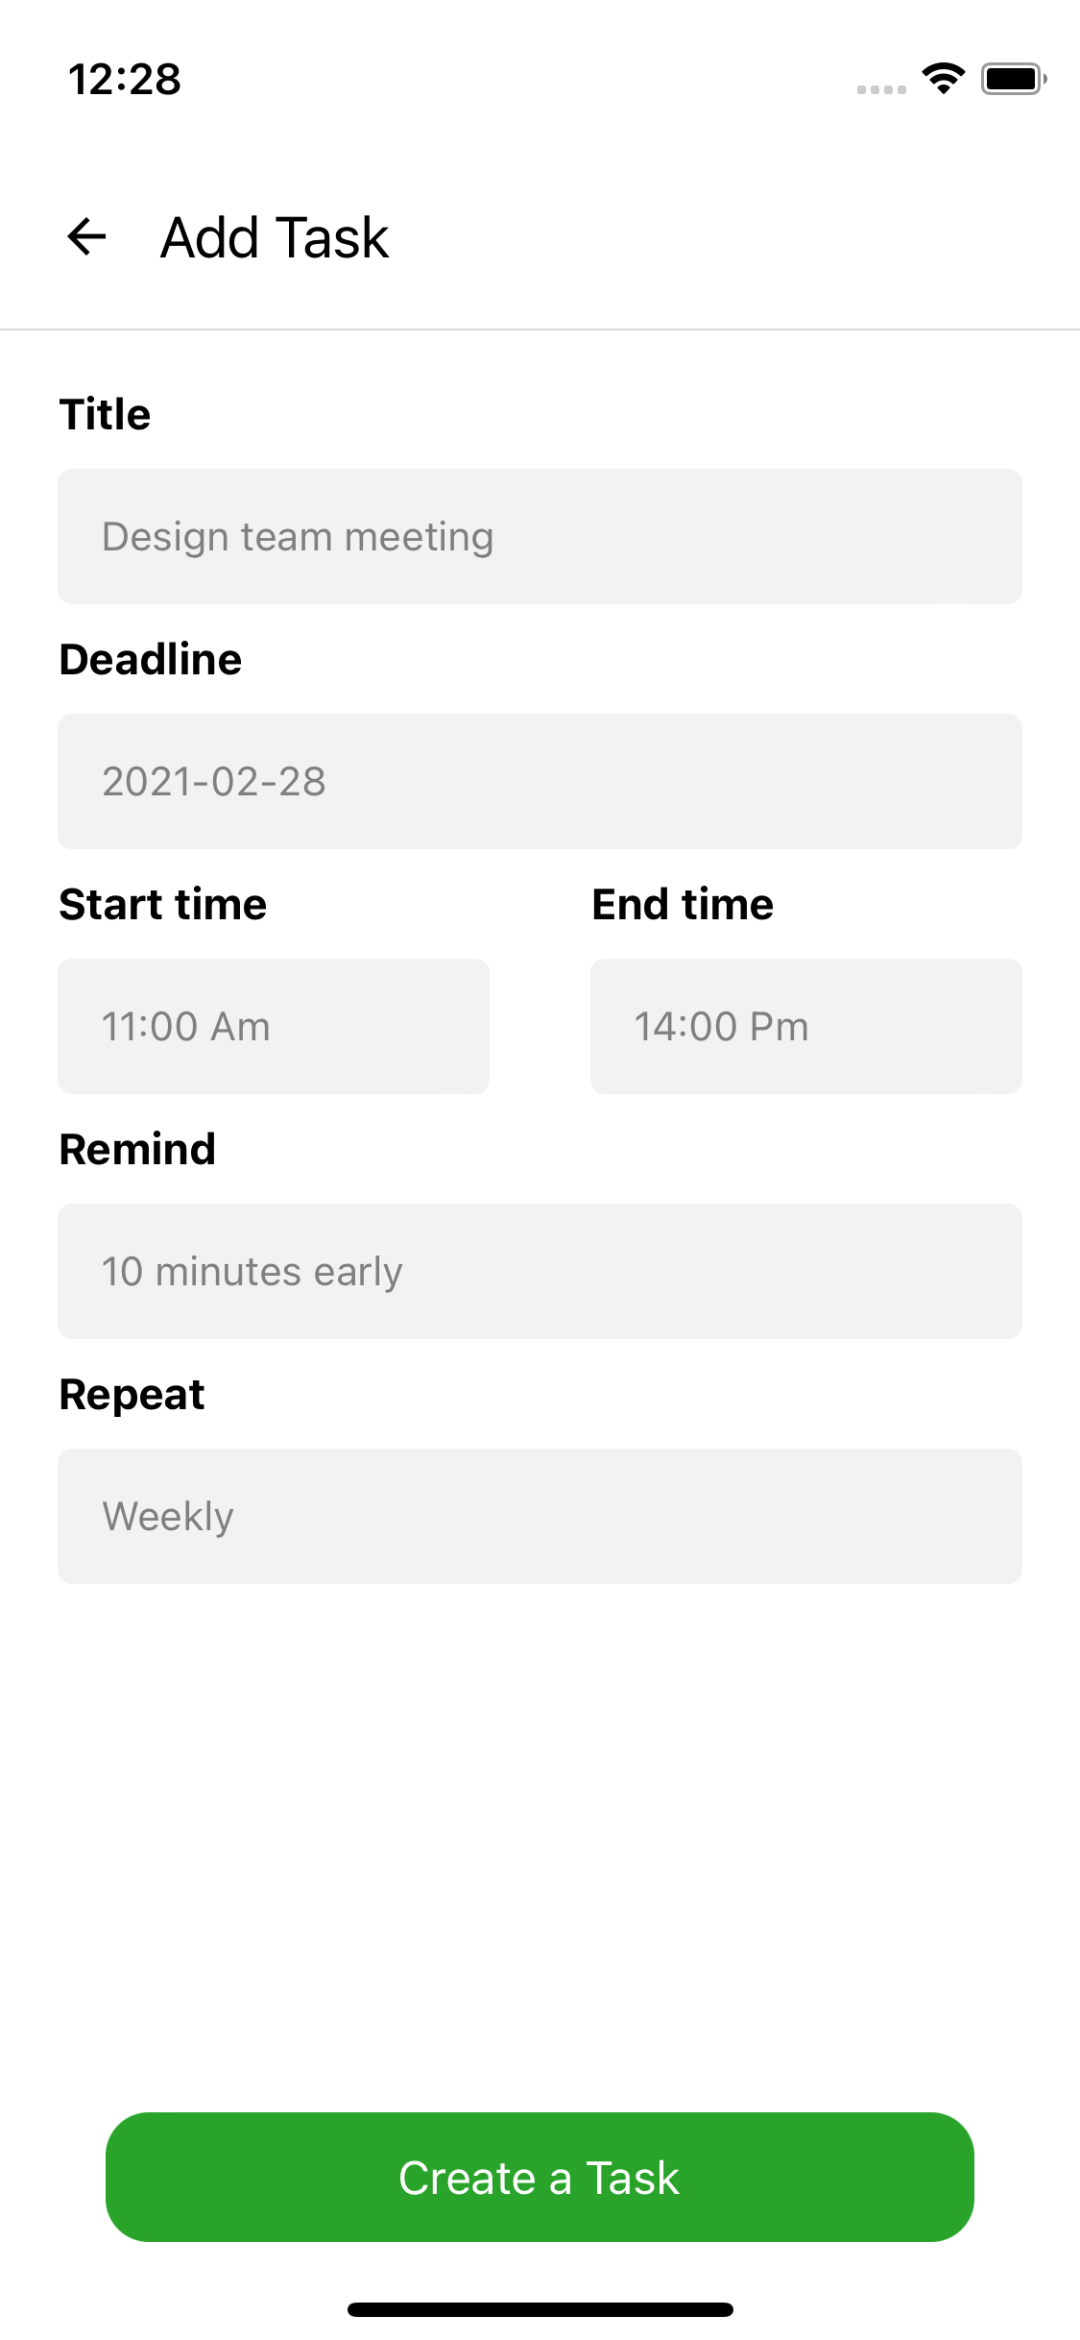 12:28
Add Task
Title
Design team meeting
Deadline
2021-02-28
Start time
End time
11:00 Am
14:00 Pm
Remind
10 minutes early
Repeat
Weekly
Create a Task